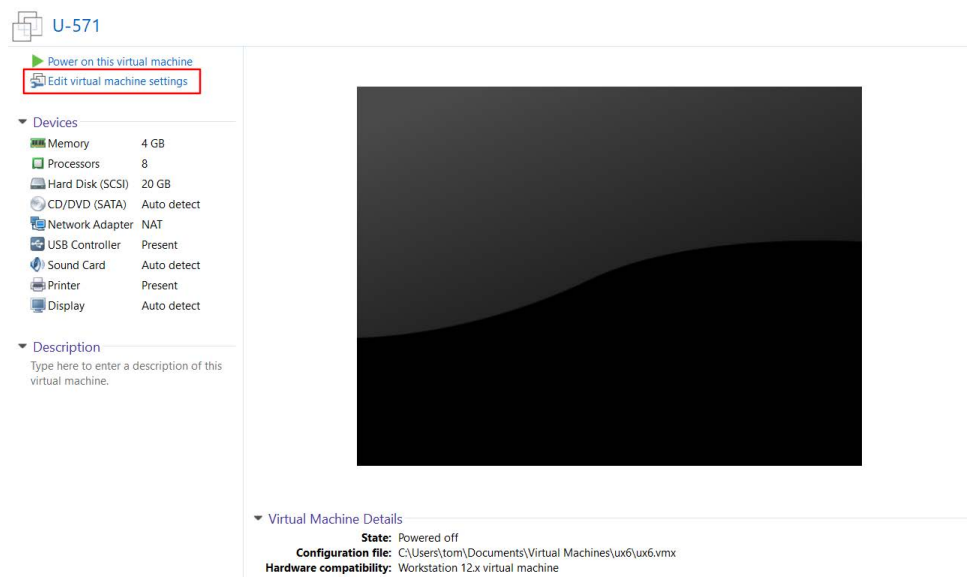 U-571
Power on this virtual machine
Edit virtual machine settings
Devices
Memory 4 GB
Processors 8
Hard Disk (SCSI) 20 GB
CD/DVD (SATA) Auto detect
Network Adapter NAT
USB Controller Present
Sound Card Auto detect
Printer Present
Display Auto detect
Description
Type here to enter a description of this
virtual machine.
Virtual Machine Details
State: Powered off
Configuration file: C:\Users\tom\Documents\Virtual Machines\ux6\ux6.vmx
Hardware compatibility: Workstation 12.x virtual machine